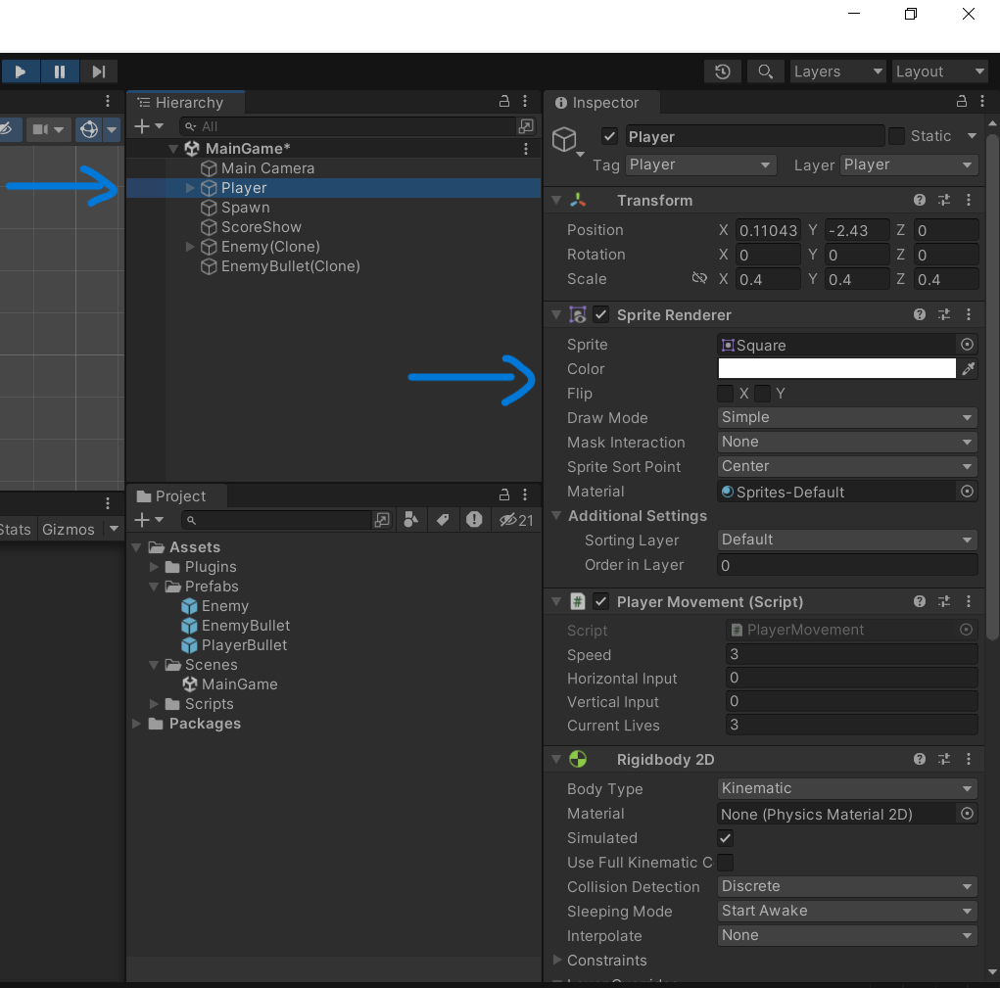 Layers
Layout
Hierarchy
All
MainGame*
Main Camera
Player
Spawn
ScoreShow
Enemy(Clone)
EnemyBullet(Clone)
Stats
Gizmos
Project
21
Assets
Plugins
Prefabs
Enemy
EnemyBullet
PlayerBullet
Scenes
MainGame
Scripts
Packages
Inspector
Player
Static
Tag Player Layer Player
Transform
Position X 0.11043 Y -2.43 Z 0
Rotation X 0 Y 0 Z 0
Scale X 0.4 Y 0.4 Z 0.4
Sprite Renderer
Sprite Square
Color
Flip X Y
Draw Mode Simple
Mask Interaction None
Sprite Sort Point Center
Material Sprites-Default
Additional Settings
Sorting Layer Default
Order in Layer 0
# Player Movement (Script)
Script # PlayerMovement
Speed 3
Horizontal Input 0
Vertical Input 0
Current Lives 3
Rigidbody 2D
Body Type Kinematic
Material None (Physics Material 2D)
Simulated
Use Full Kinematic C
Collision Detection Discrete
Sleeping Mode Start Awake
Interpolate None
Constraints